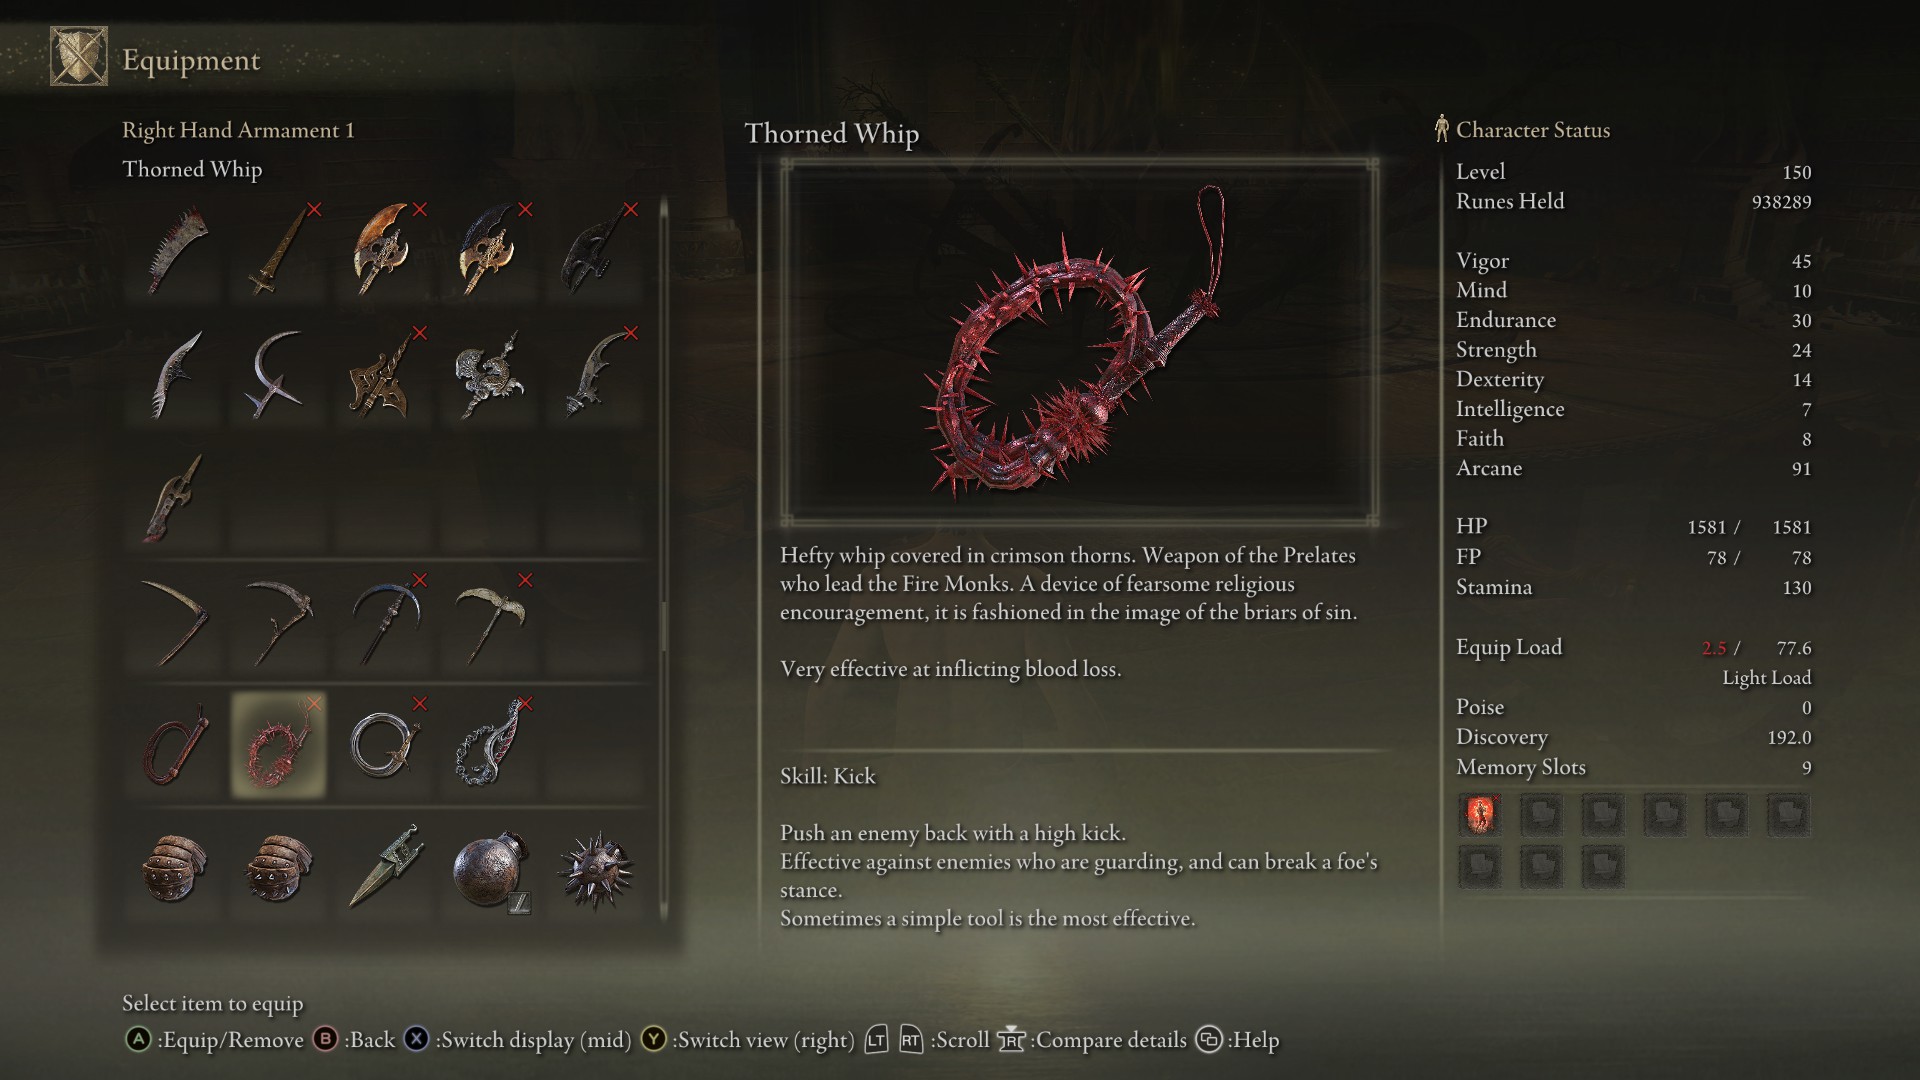 Equipment
Right Hand Armament 1
Thorned Whip
Thorned Whip
Hefty whip covered in crimson thorns. Weapon of the Prelates
who lead the Fire Monks. A device of fearsome religious
encouragement, it is fashioned in the image of the briars of sin.
Very effective at inflicting blood loss.
Skill: Kick
Push an enemy back with a high kick.
Effective against enemies who are guarding, and can break a foe's
stance.
Sometimes a simple tool is the most effective.
Character Status
Level 150
Runes Held 938289
Vigor 45
Mind 10
Endurance 30
Strength 24
Dexterity 14
Intelligence 7
Faith 8
Arcane 91
HP 1581 / 1581
FP 78 / 78
Stamina 130
Equip Load 2.5 / 77.6
Light Load
Poise 0
Discovery 192.0
Memory Slots 9
Select item to equip
A :Equip/Remove B :Back X :Switch display (mid) Y :Switch view (right) LT RT :Scroll R :Compare details :Help